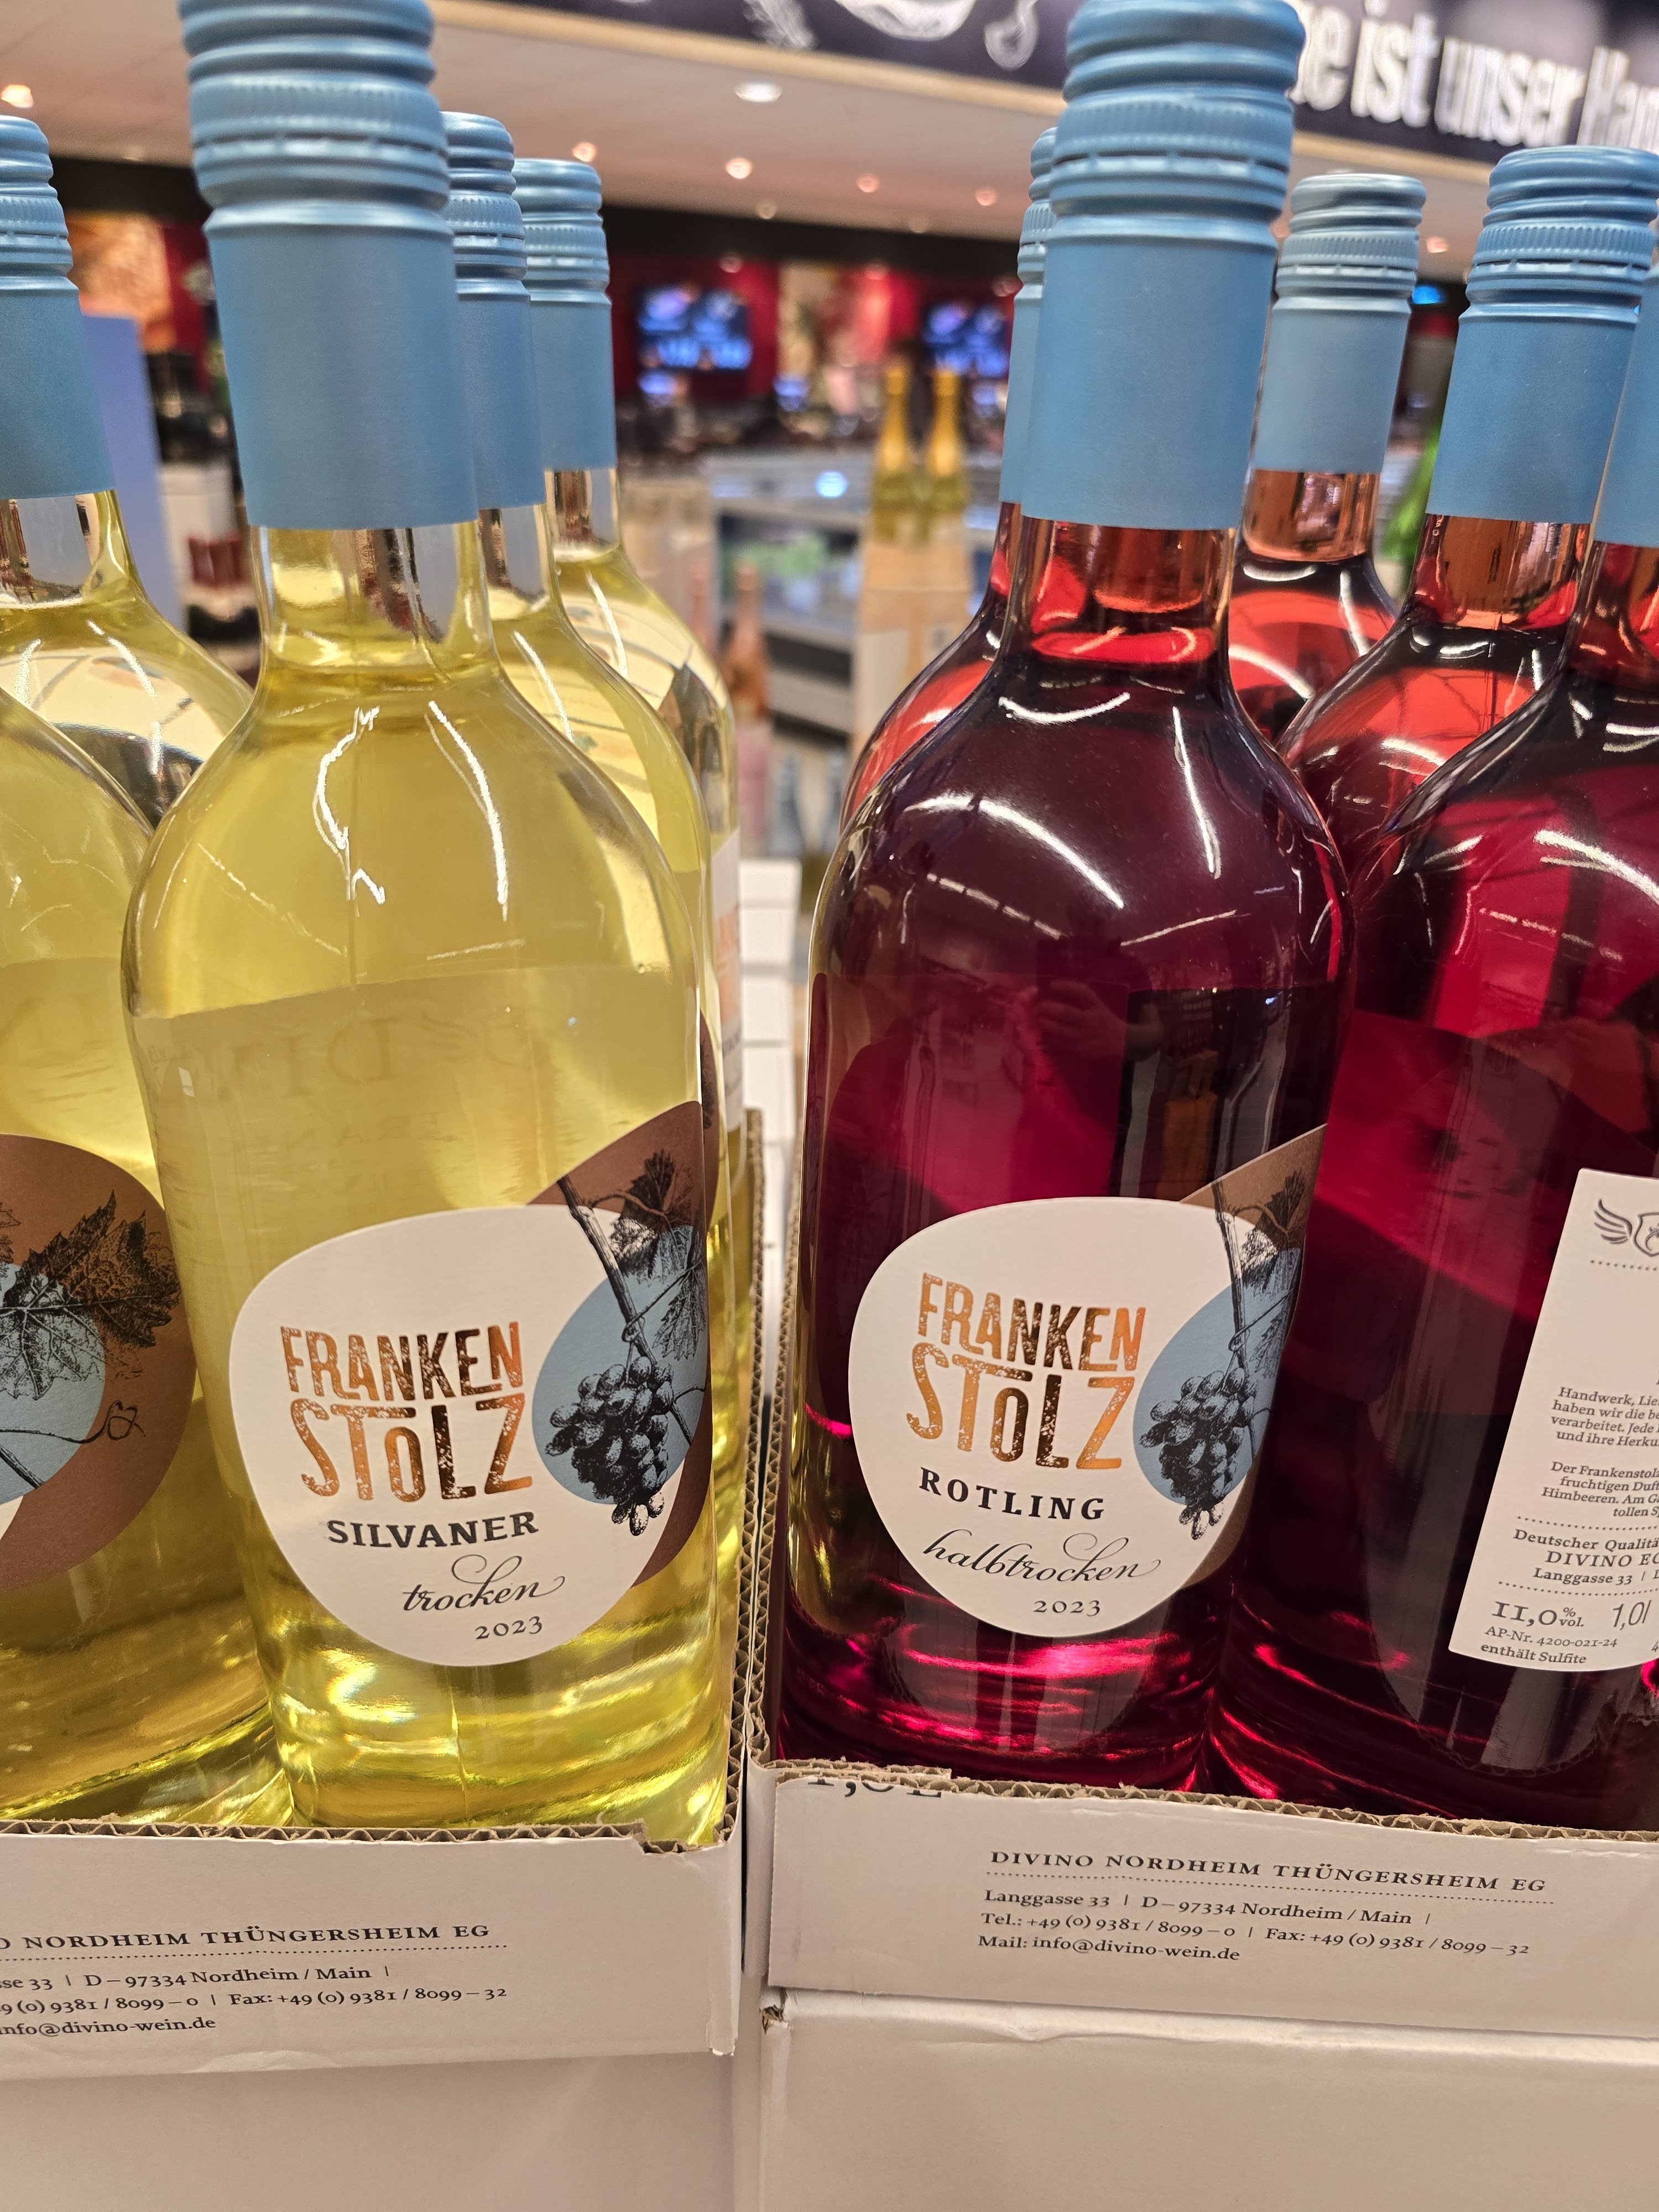 e ist unser Han
FRANKEN
STOLZ
SILVANER
trocken
2023
FRANKEN
STOLZ
ROTLING
halbtrocken
2023
Handwerk, Lie
haben wir die be
verarbeitet. Jede
und ihre Herku
Der Frankenstolz
fruchtigen Duft
Himbeeren. Am G
tollen S
Deutscher Qualitä
DIVINO EG
Langgasse 33 |
11,0 % vol. 1,0l
AP-Nr. 4200-021-24
enthält Sulfite
O NORDHEIM THÜNGERSHEIM EG
sse 33 | D – 97334 Nordheim / Main |
9 (0) 9381 / 8099 – 0 | Fax: +49 (0) 9381 / 8099 – 32
info@divino-wein.de
DIVINO NORDHEIM THÜNGERSHEIM EG
Langgasse 33 | D – 97334 Nordheim / Main |
Tel.: +49 (0) 9381 / 8099 – 0 | Fax: +49 (0) 9381 / 8099 – 32
Mail: info@divino-wein.de